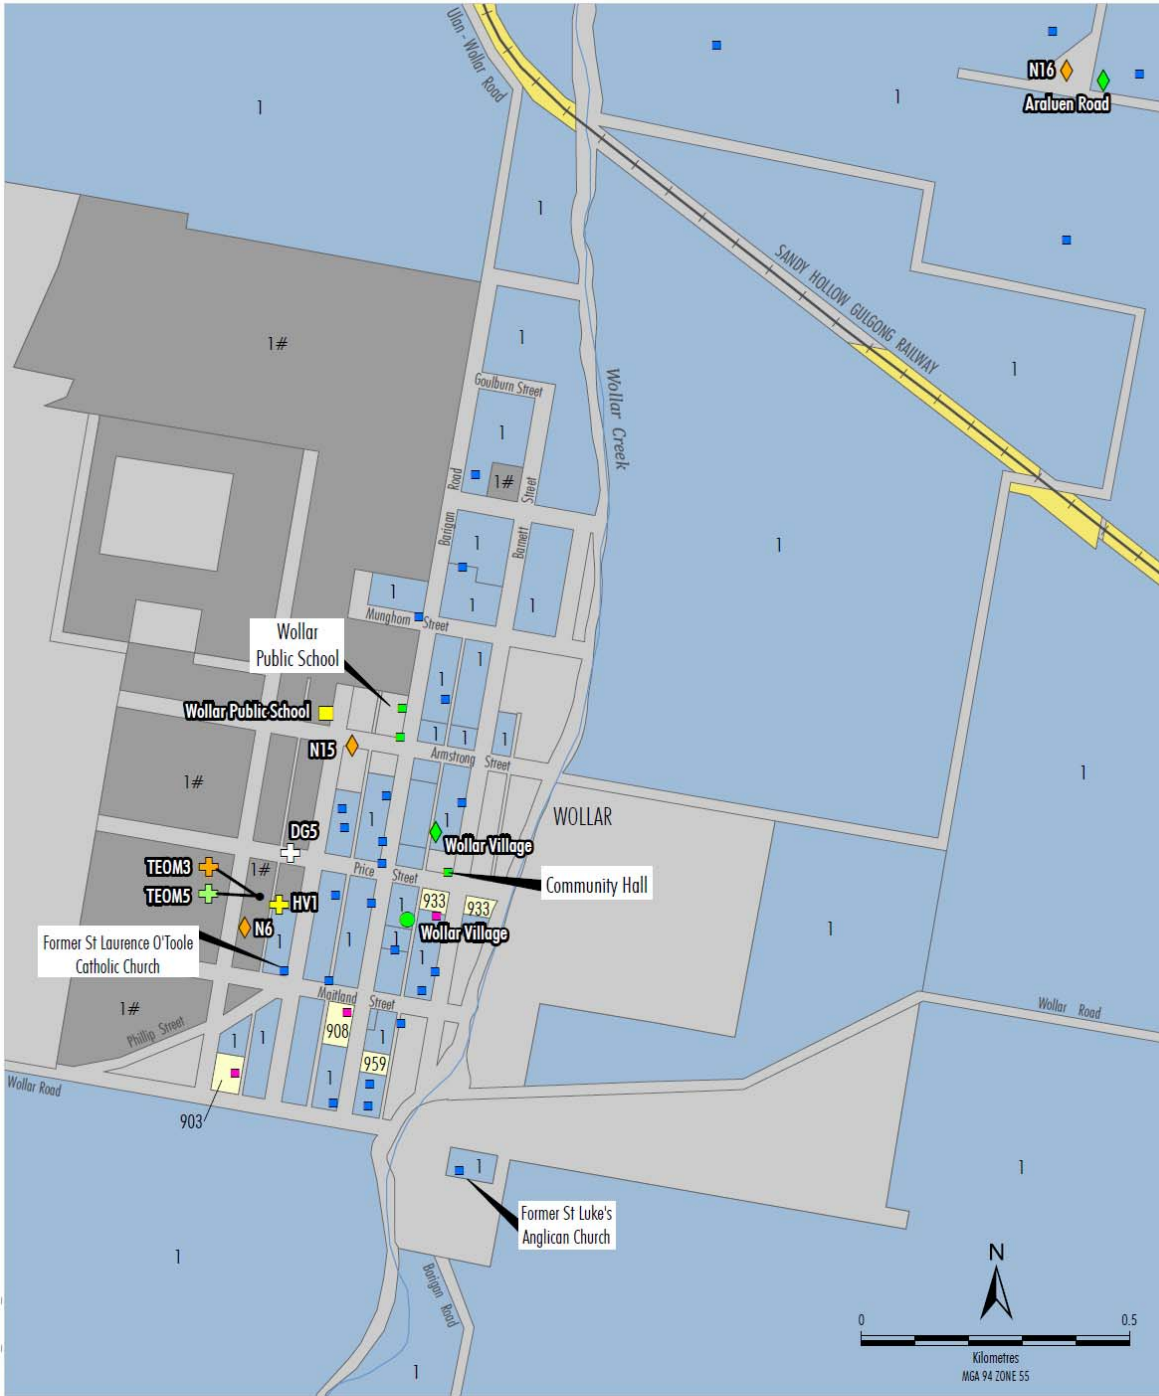 Ulan - Wollar Road
1
1
N16
Araluen Road
1
SANDY HOLLOW GULGONG RAILWAY
1#
1
1
Goulburn Street
Wollar Creek
1
Road
1#
Street
Barigan
1
Barnett
1
1
1
1
Munghorn Street
Wollar
Public School
1
1
Wollar Public School
N15
1
1
1
Armstrong Street
1#
1
WOLLAR
1
1
DG5
Wollar Village
TEOM3
1#
Price Street
Community Hall
TEOM5
HV1
1
933
933
N6
Wollar Village
1
1
1
1
1
Former St Laurence O'Toole
Catholic Church
Maitland Street
1#
Phillip Street
908
1
1
1
Wollar Road
959
1
Wollar Road
903
1
1
Former St Luke's
Anglican Church
1
Barigan Road
1
N
0
0.5
Kilometres
MGA 94 ZONE 55